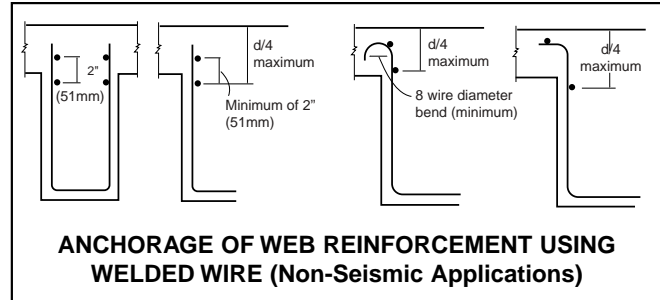 2"
(51mm)
d/4
maximum
Minimum of 2"
(51mm)
d/4
maximum
8 wire diameter
bend (minimum)
d/4
maximum
ANCHORAGE OF WEB REINFORCEMENT USING
WELDED WIRE (Non-Seismic Applications)